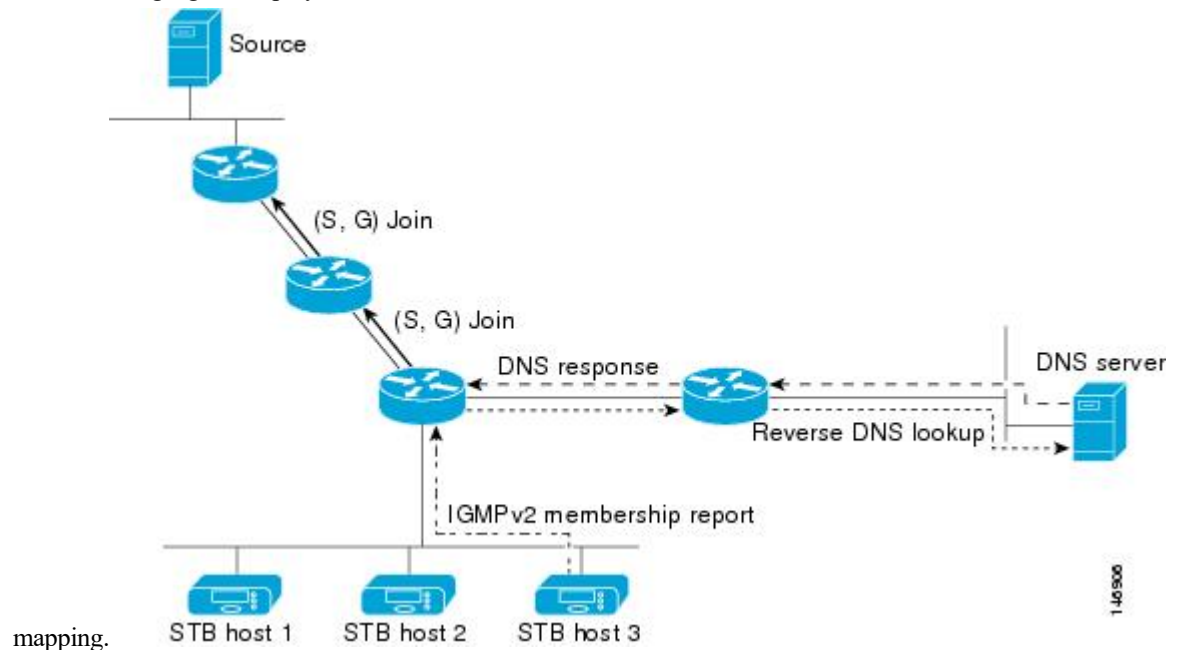 Source
(S, G) Join
(S, G) Join
DNS response
DNS server
Reverse DNS lookup
IGMPv2 membership report
146906
mapping.
STB host 1
STB host 2
STB host 3